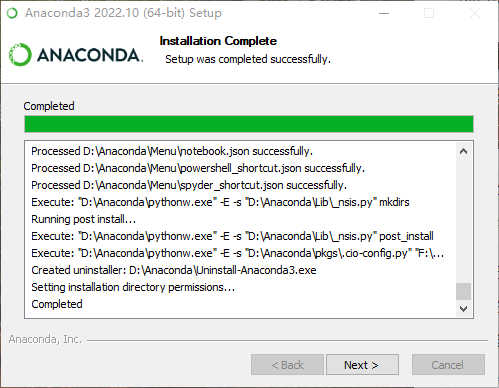 Anaconda3 2022.10 (64-bit) Setup
ANACONDA.
Installation Complete
Setup was completed successfully.
Completed
Processed D:\Anaconda\Menu\notebook.json successfully.
Processed D:\Anaconda\Menu\powershell_shortcut.json successfully.
Processed D:\Anaconda\Menu\spyder_shortcut.json successfully.
Execute: "D:\Anaconda\pythonw.exe" -E -s "D:\Anaconda\Lib\_nsis.py" mkdirs
Running post install...
Execute: "D:\Anaconda\pythonw.exe" -E -s "D:\Anaconda\Lib\_nsis.py" post_install
Execute: "D:\Anaconda\pythonw.exe" -E -s "D:\Anaconda\pkgs\.cio-config.py" "F:\...
Created uninstaller: D:\Anaconda\Uninstall-Anaconda3.exe
Setting installation directory permissions...
Completed
Anaconda, Inc.
< Back
Next >
Cancel